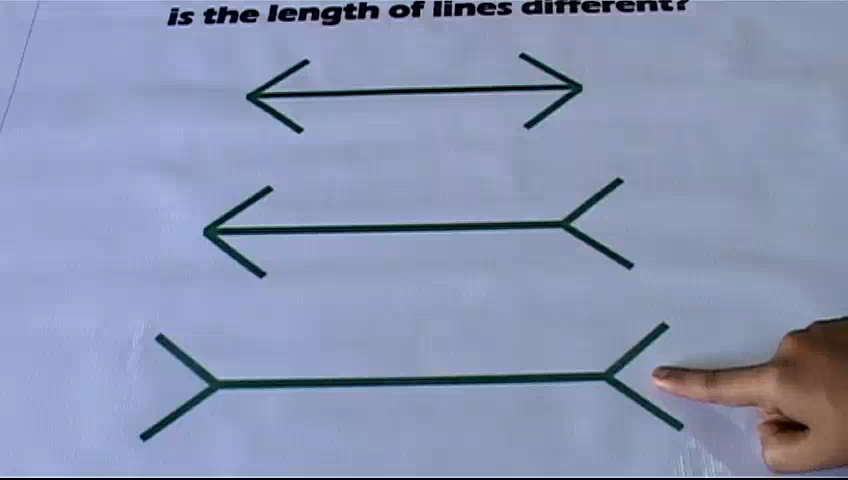 is the length of lines different?